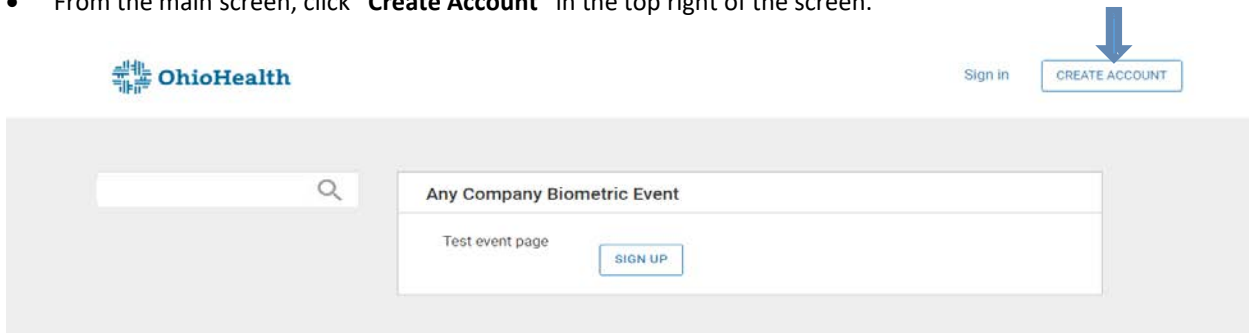 • From the main screen, click "Create Account" in the top right of the screen.
OhioHealth
Sign in
CREATE ACCOUNT
Any Company Biometric Event
Test event page
SIGN UP